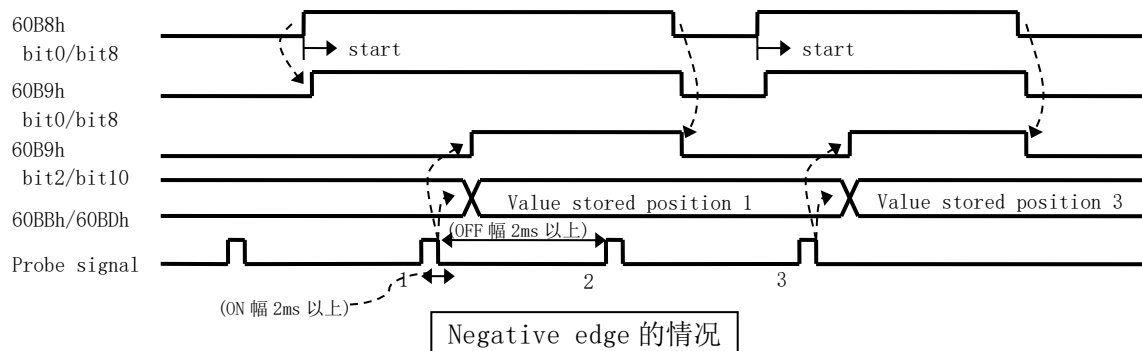 60B8h
bit0/bit8
start
start
60B9h
bit0/bit8
60B9h
bit2/bit10
60BBh/60BDh
Value stored position 1
Value stored position 3
(OFF 幅 2ms 以上)
Probe signal
1
2
3
(ON 幅 2ms 以上)
Negative edge 的情况